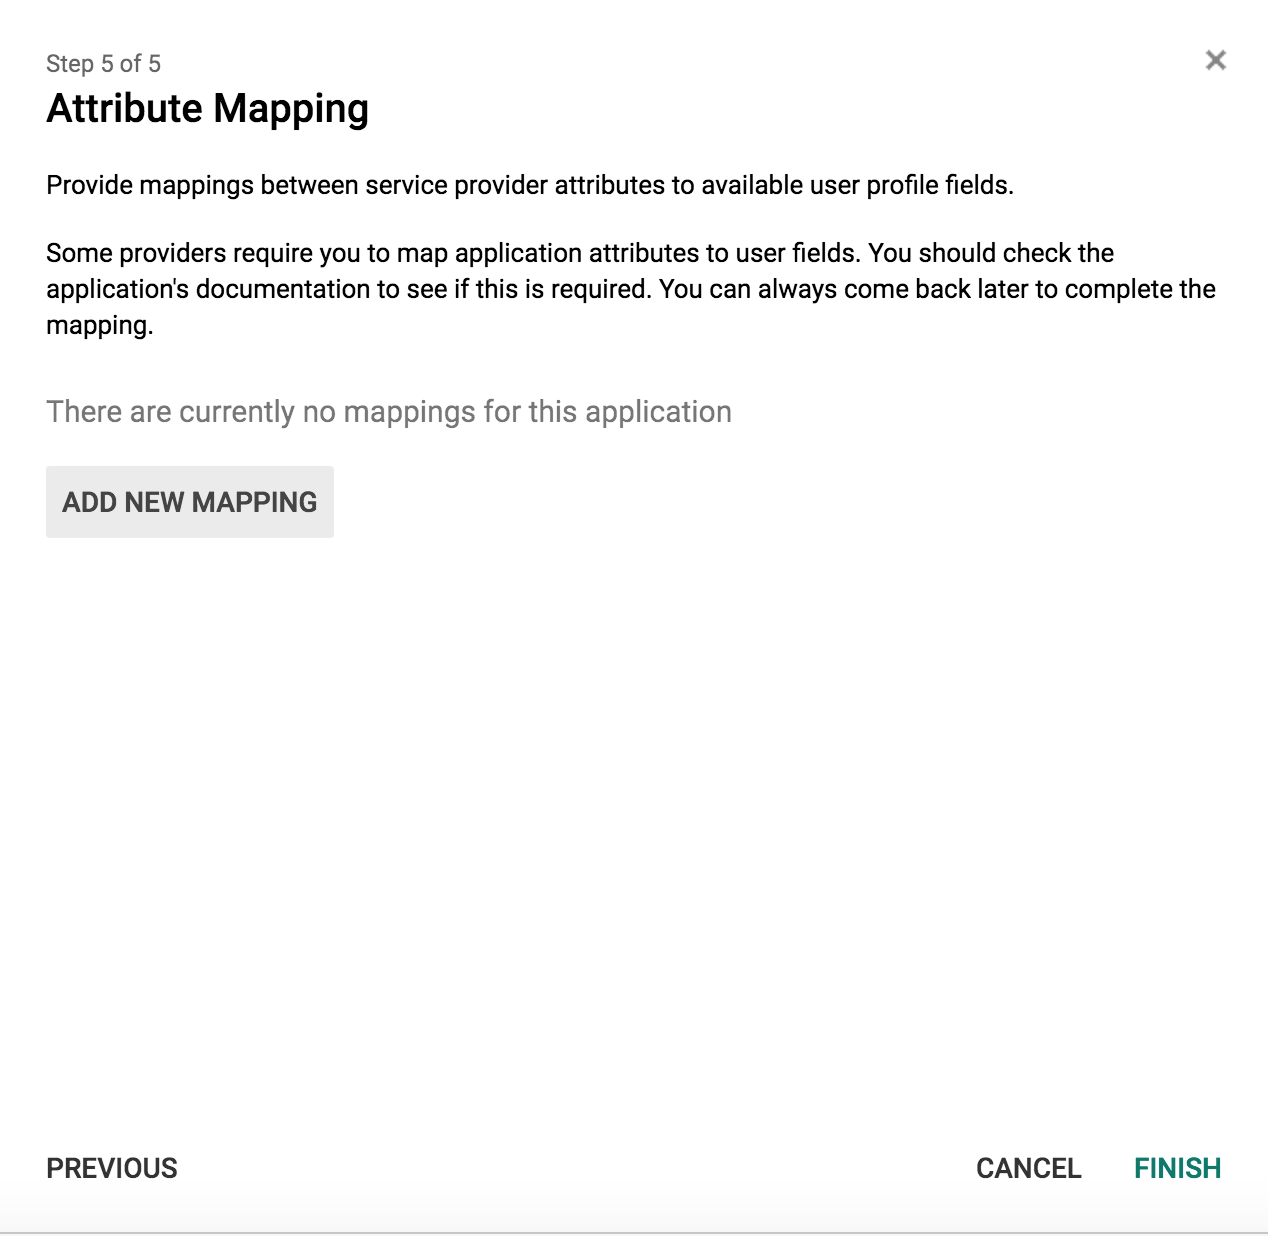 Step 5 of 5
Attribute Mapping
Provide mappings between service provider attributes to available user profile fields.
Some providers require you to map application attributes to user fields. You should check the
application's documentation to see if this is required. You can always come back later to complete the
mapping.
There are currently no mappings for this application
ADD NEW MAPPING
PREVIOUS
CANCEL
FINISH